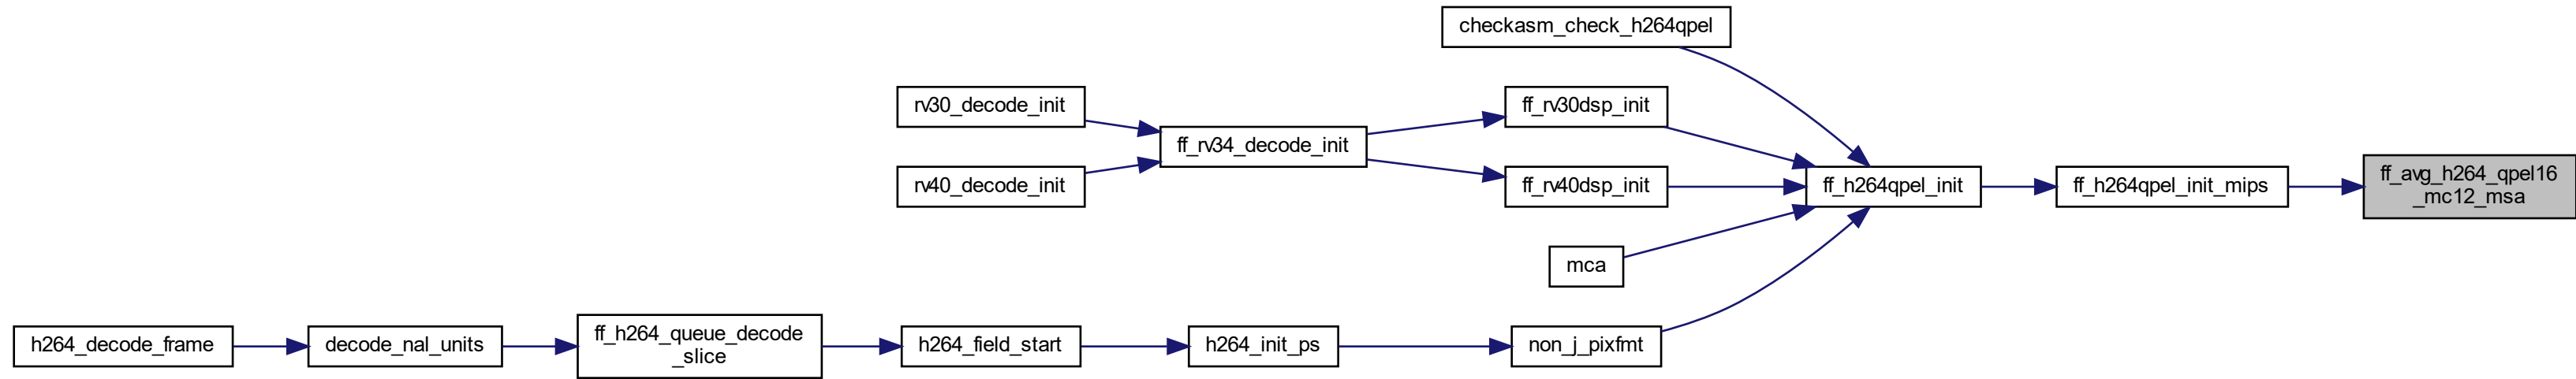 checkasm_check_h264qpel
rv30_decode_init
ff_rv30dsp_init
ff_rv34_decode_init
rv40_decode_init
ff_rv40dsp_init
ff_h264qpel_init
ff_h264qpel_init_mips
ff_avg_h264_qpel16
_mc12_msa
mca
h264_decode_frame
decode_nal_units
ff_h264_queue_decode
_slice
h264_field_start
h264_init_ps
non_j_pixfmt